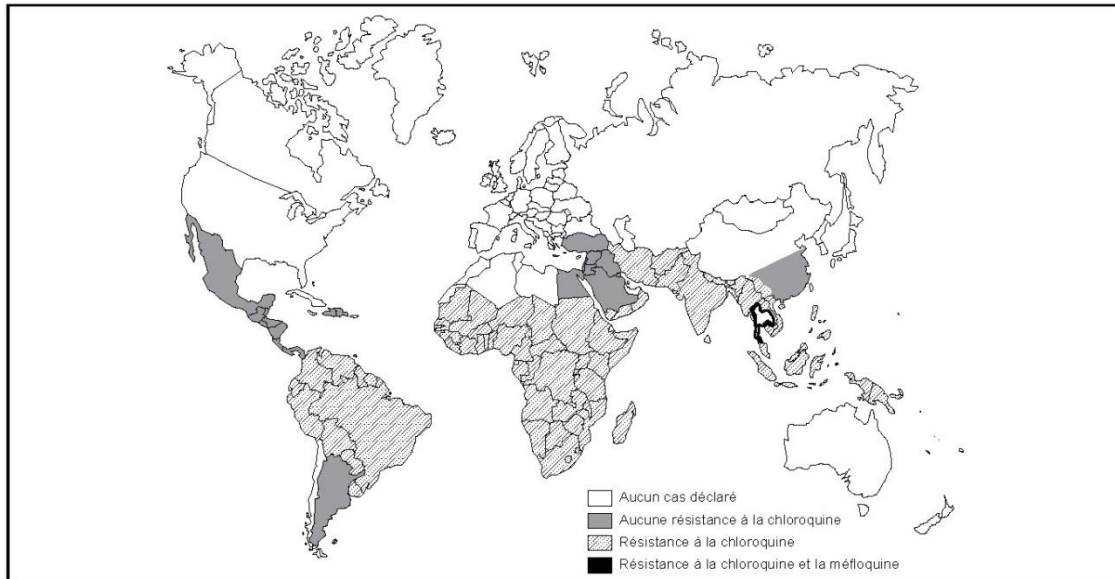 Aucun cas déclaré
Aucune résistance à la chloroquine
Résistance à la chloroquine
Résistance à la chloroquine et la méfloquine